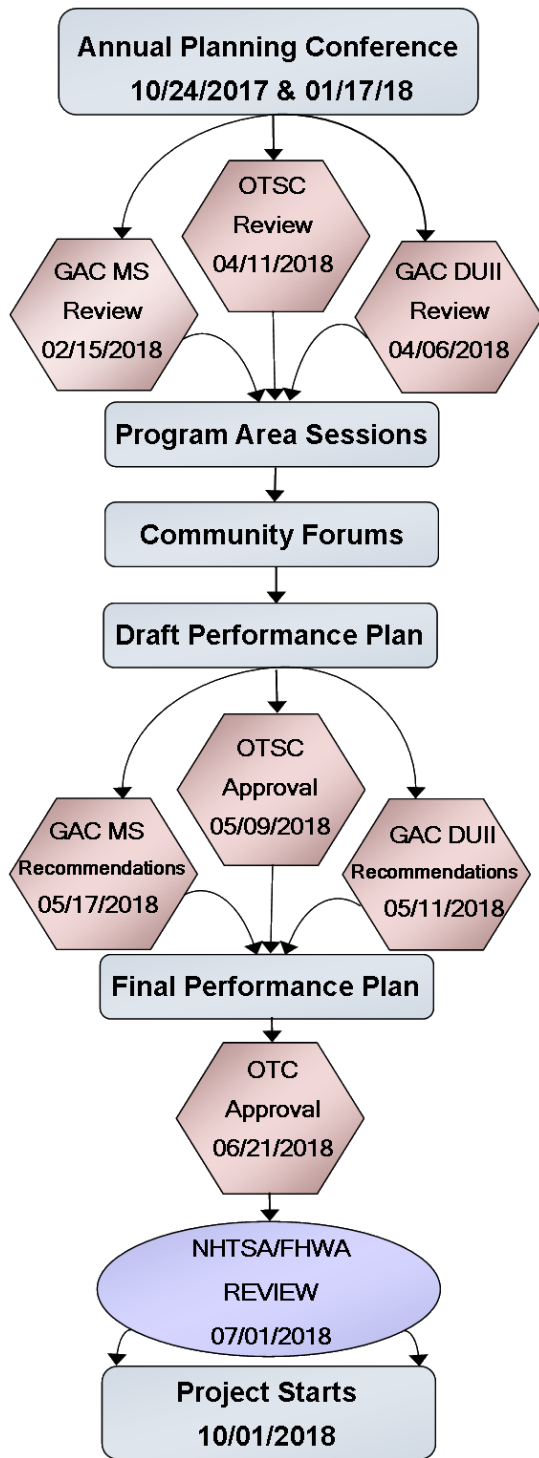 Annual Planning Conference
10/24/2017 & 01/17/18
OTSC
Review
04/11/2018
GAC MS
Review
02/15/2018
GAC DUII
Review
04/06/2018
Program Area Sessions
Community Forums
Draft Performance Plan
OTSC
Approval
05/09/2018
GAC MS
Recommendations
05/17/2018
GAC DUII
Recommendations
05/11/2018
Final Performance Plan
OTC
Approval
06/21/2018
NHTSA/FHWA
REVIEW
07/01/2018
Project Starts
10/01/2018